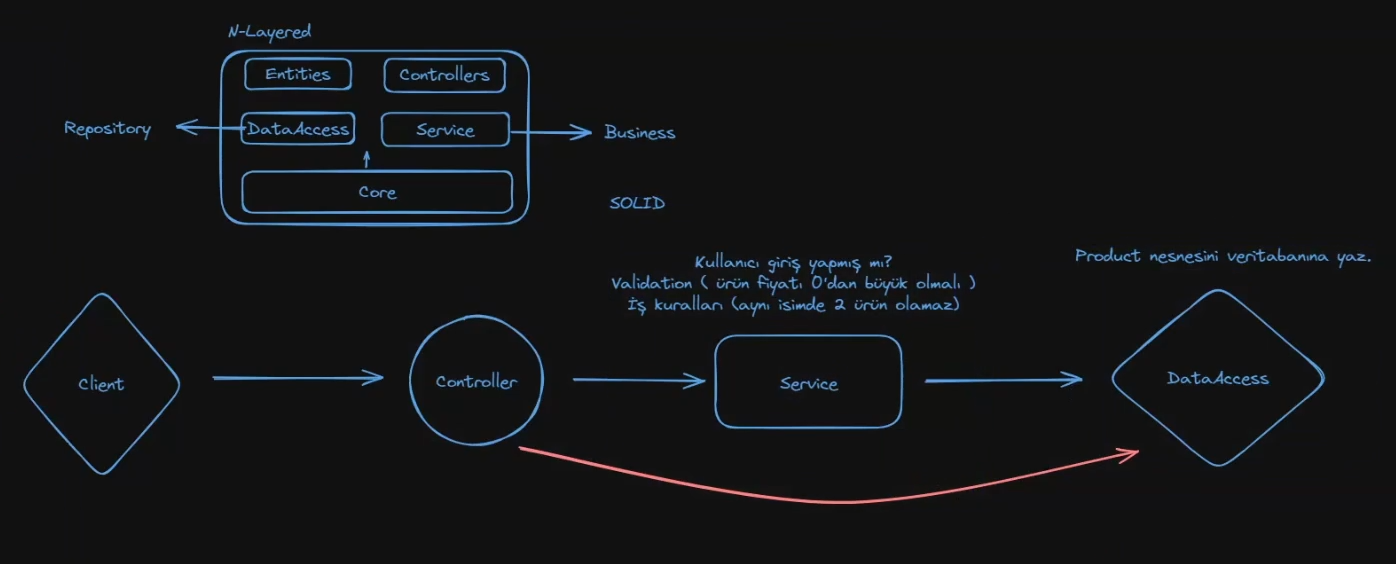 N-Layered
Entities
Controllers
Repository
DataAccess
Service
Business
Core
SOLID
Kullanıcı giriş yapmış mı?
Validation ( ürün fiyatı 0'dan büyük olmalı )
İş kuralları (aynı isimde 2 ürün olamaz)
Product nesnesini veritabanına yaz.
Client
Controller
Service
DataAccess